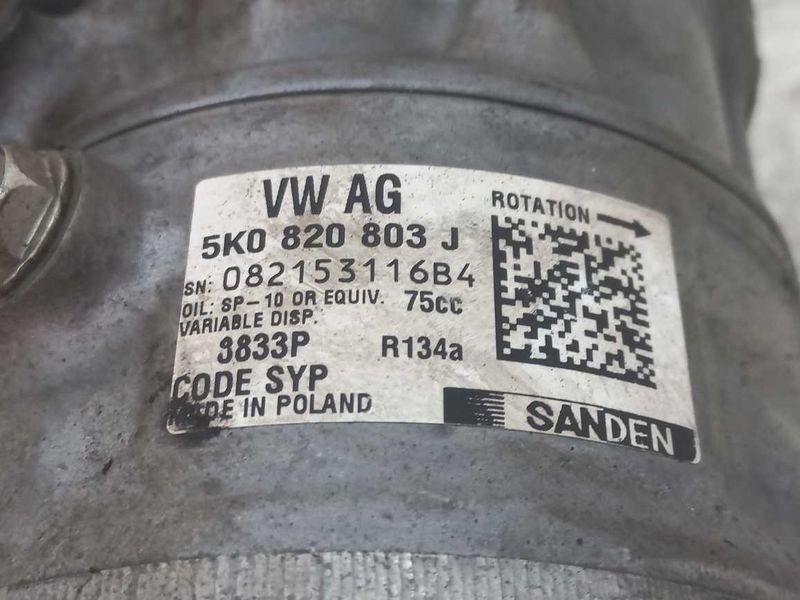 VW AG
ROTATION
5K0 820 803 J
SN: 082153116B4
OIL: SP-10 OR EQUIV. 75cc
VARIABLE DISP.
3833P R134a
CODE SYP
MADE IN POLAND
SANDEN